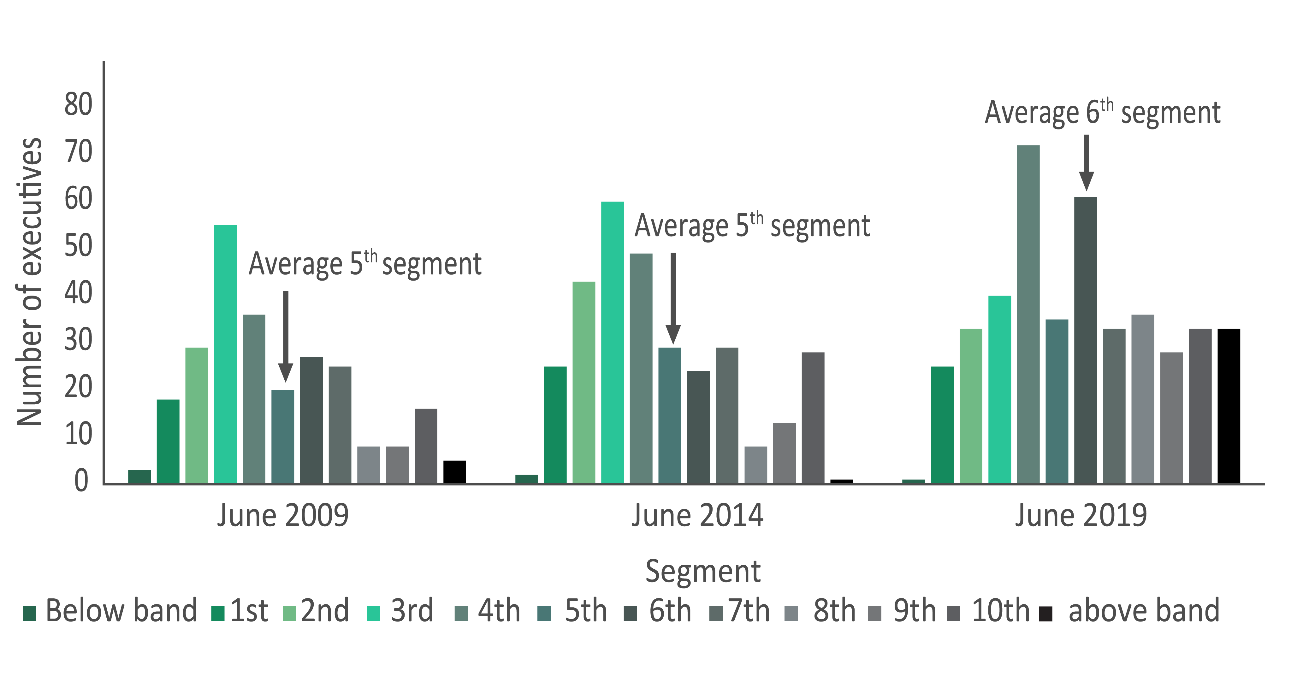 Number of executives
80
70
60
50
40
30
20
10
0
Average 5th segment
Average 5th segment
Average 6th segment
June 2009 June 2014 June 2019
Segment
Below band 1st 2nd 3rd 4th 5th 6th 7th 8th 9th 10th above band